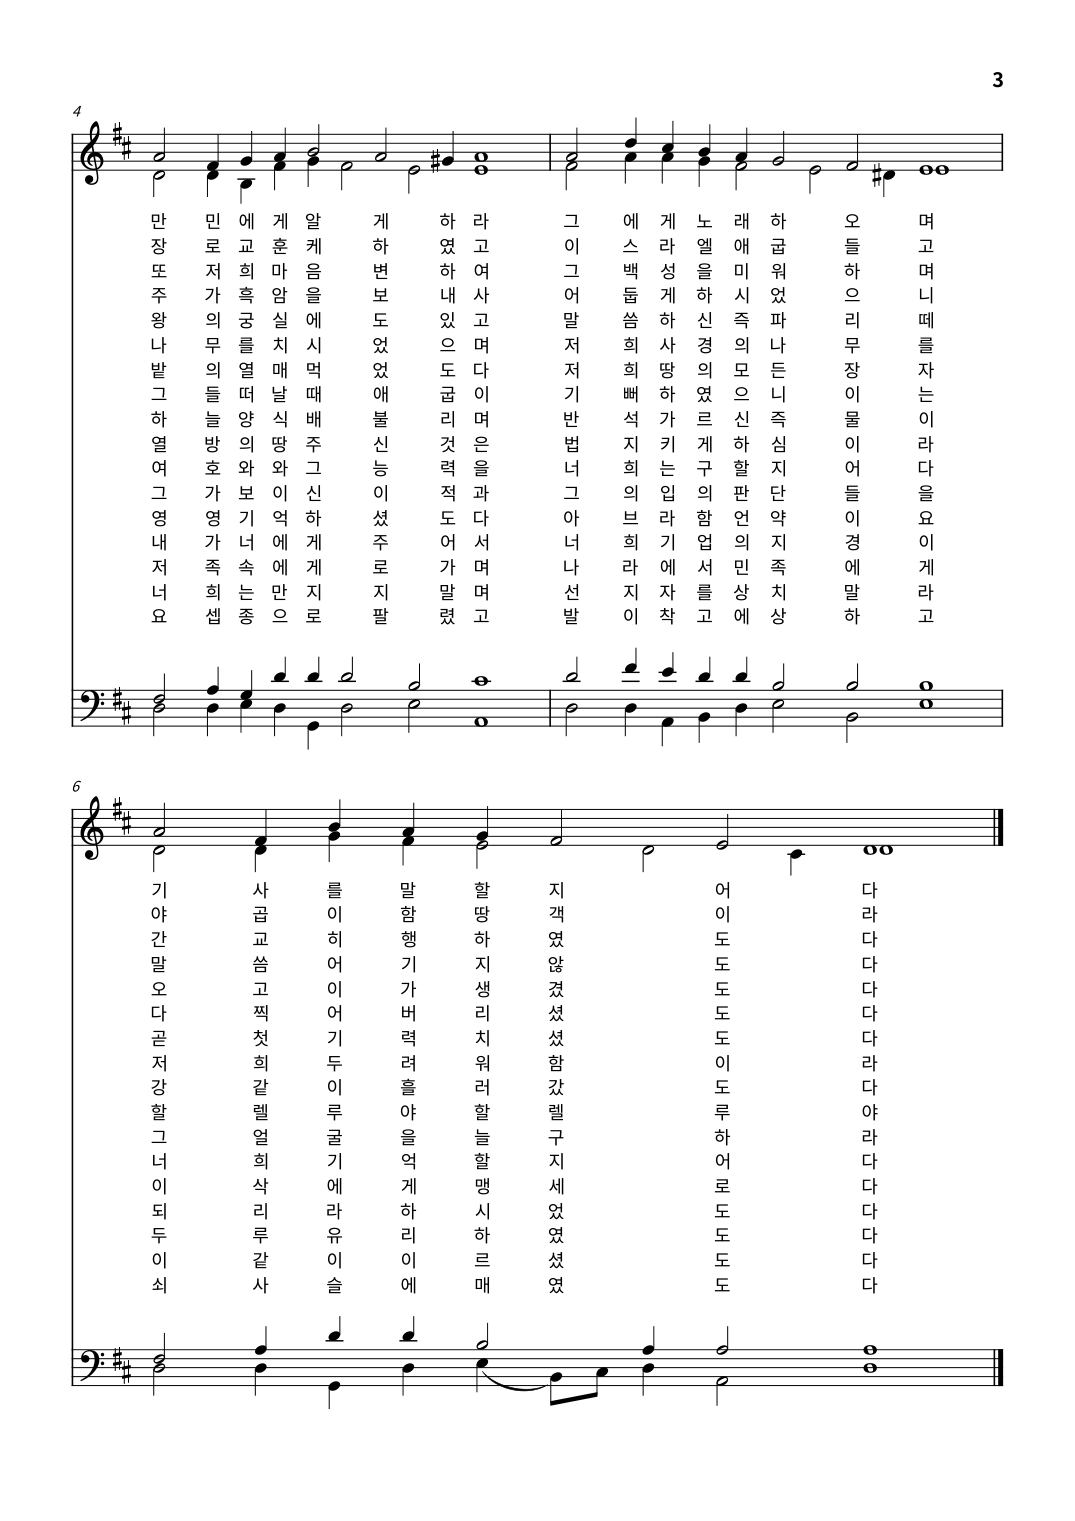 3
4
만 민 에 게 알 게 하 라 그 에 게 노 래 하 오 며
장 로 교 훈 케 하 였 고 이 스 라 엘 애 굽 들 고
또 저 희 마 음 변 하 여 그 백 성 을 미 워 하 며
주 가 흑 암 을 보 내 사 어 둡 게 하 시 었 으 니
왕 의 궁 실 에 도 있 고 말 씀 하 신 즉 파 리 떼
나 무 를 치 시 었 으 며 저 희 사 경 의 나 무 를
밭 의 열 매 먹 었 도 다 저 희 땅 의 모 든 장 자
그 들 떠 날 때 애 굽 이 기 뻐 하 였 으 니 이 는
하 늘 양 식 배 불 리 며 반 석 가 르 신 즉 물 이
열 방 의 땅 주 신 것 은 법 지 키 게 하 심 이 라
여 호 와 와 그 능 력 을 너 희 는 구 할 지 어 다
그 가 보 이 신 이 적 과 그 의 입 의 판 단 들 을
영 영 기 억 하 셨 도 다 아 브 라 함 언 약 이 요
내 가 너 에 게 주 어 서 너 희 기 업 의 지 경 이
저 족 속 에 게 로 가 며 나 라 에 서 민 족 에 게
너 희 는 만 지 지 말 며 선 지 자 를 상 치 말 라
요 셉 종 으 로 팔 렸 고 발 이 착 고 에 상 하 고
6
기 사 를 말 할 지 어 다
야 곱 이 함 땅 객 이 라
간 교 히 행 하 였 도 다
말 씀 어 기 지 않 도 다
오 고 이 가 생 겼 도 다
다 찍 어 버 리 셨 도 다
곧 첫 기 력 치 셨 도 다
저 희 두 려 워 함 이 라
강 같 이 흘 러 갔 도 다
할 렐 루 야 할 렐 루 야
그 얼 굴 을 늘 구 하 라
너 희 기 억 할 지 어 다
이 삭 에 게 맹 세 로 다
되 리 라 하 시 었 도 다
두 루 유 리 하 였 도 다
이 같 이 이 르 셨 도 다
쇠 사 슬 에 매 였 도 다